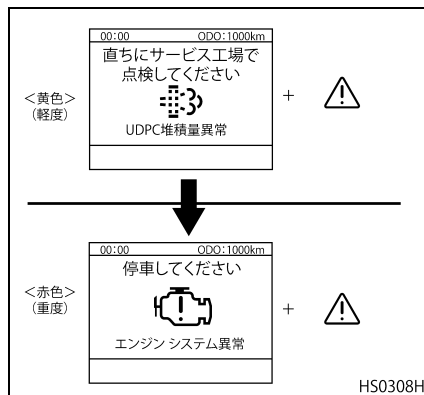 00:00 ODO:1000km
直ちにサービス工場で
点検してください
<黄色>
(軽度)
+
UDPC堆積量異常
00:00 ODO:1000km
停車してください
<赤色>
(重度)
+
エンジン システム異常
HS0308H